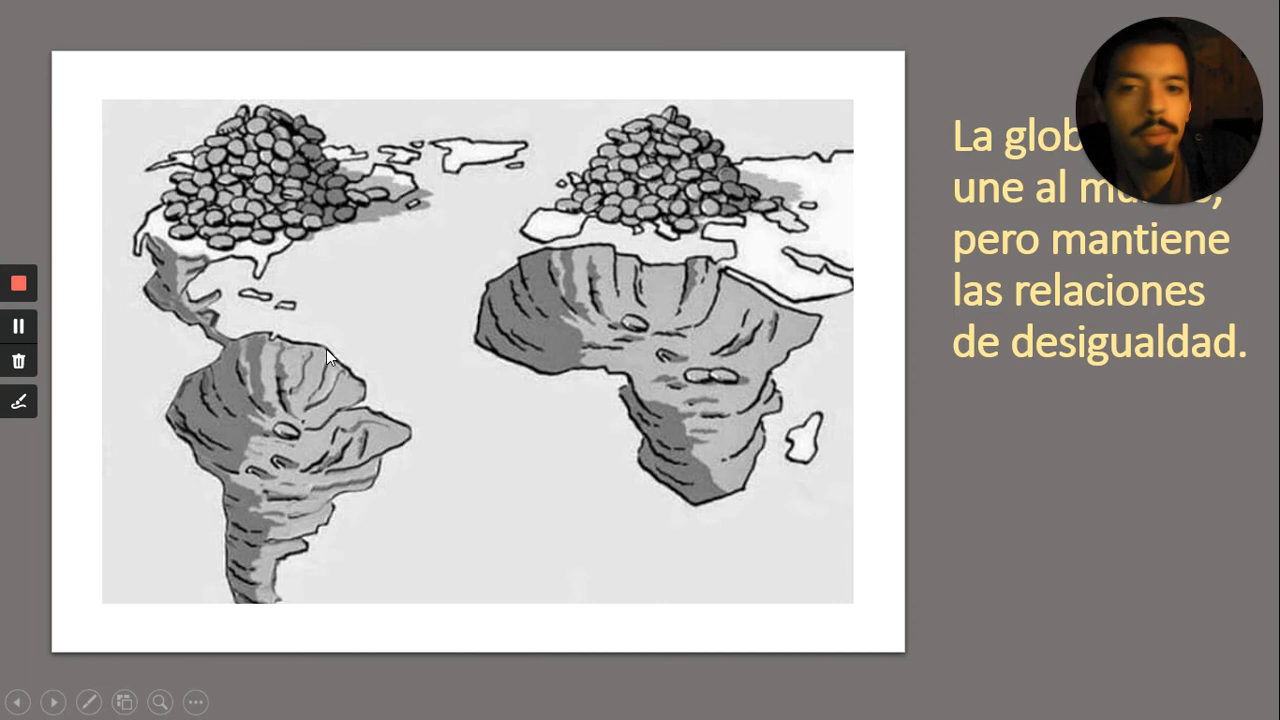 La glob
une al
pero mantiene
las relaciones
de desigualdad.